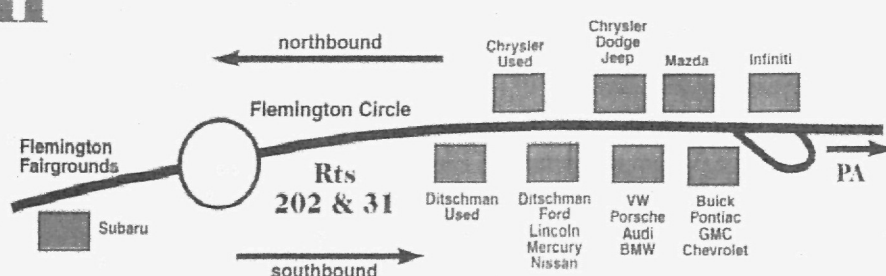 northbound
Chrysler
Used
Chrysler
Dodge
Jeep
Mazda
Infiniti
Flemington Circle
Flemington
Fairgrounds
Rts
202 & 31
PA
Subaru
Ditschman
Used
Ditschman
Ford
Lincoln
Mercury
Nissan
VW
Porsche
Audi
BMW
Buick
Pontiac
GMC
Chevrolet
southbound